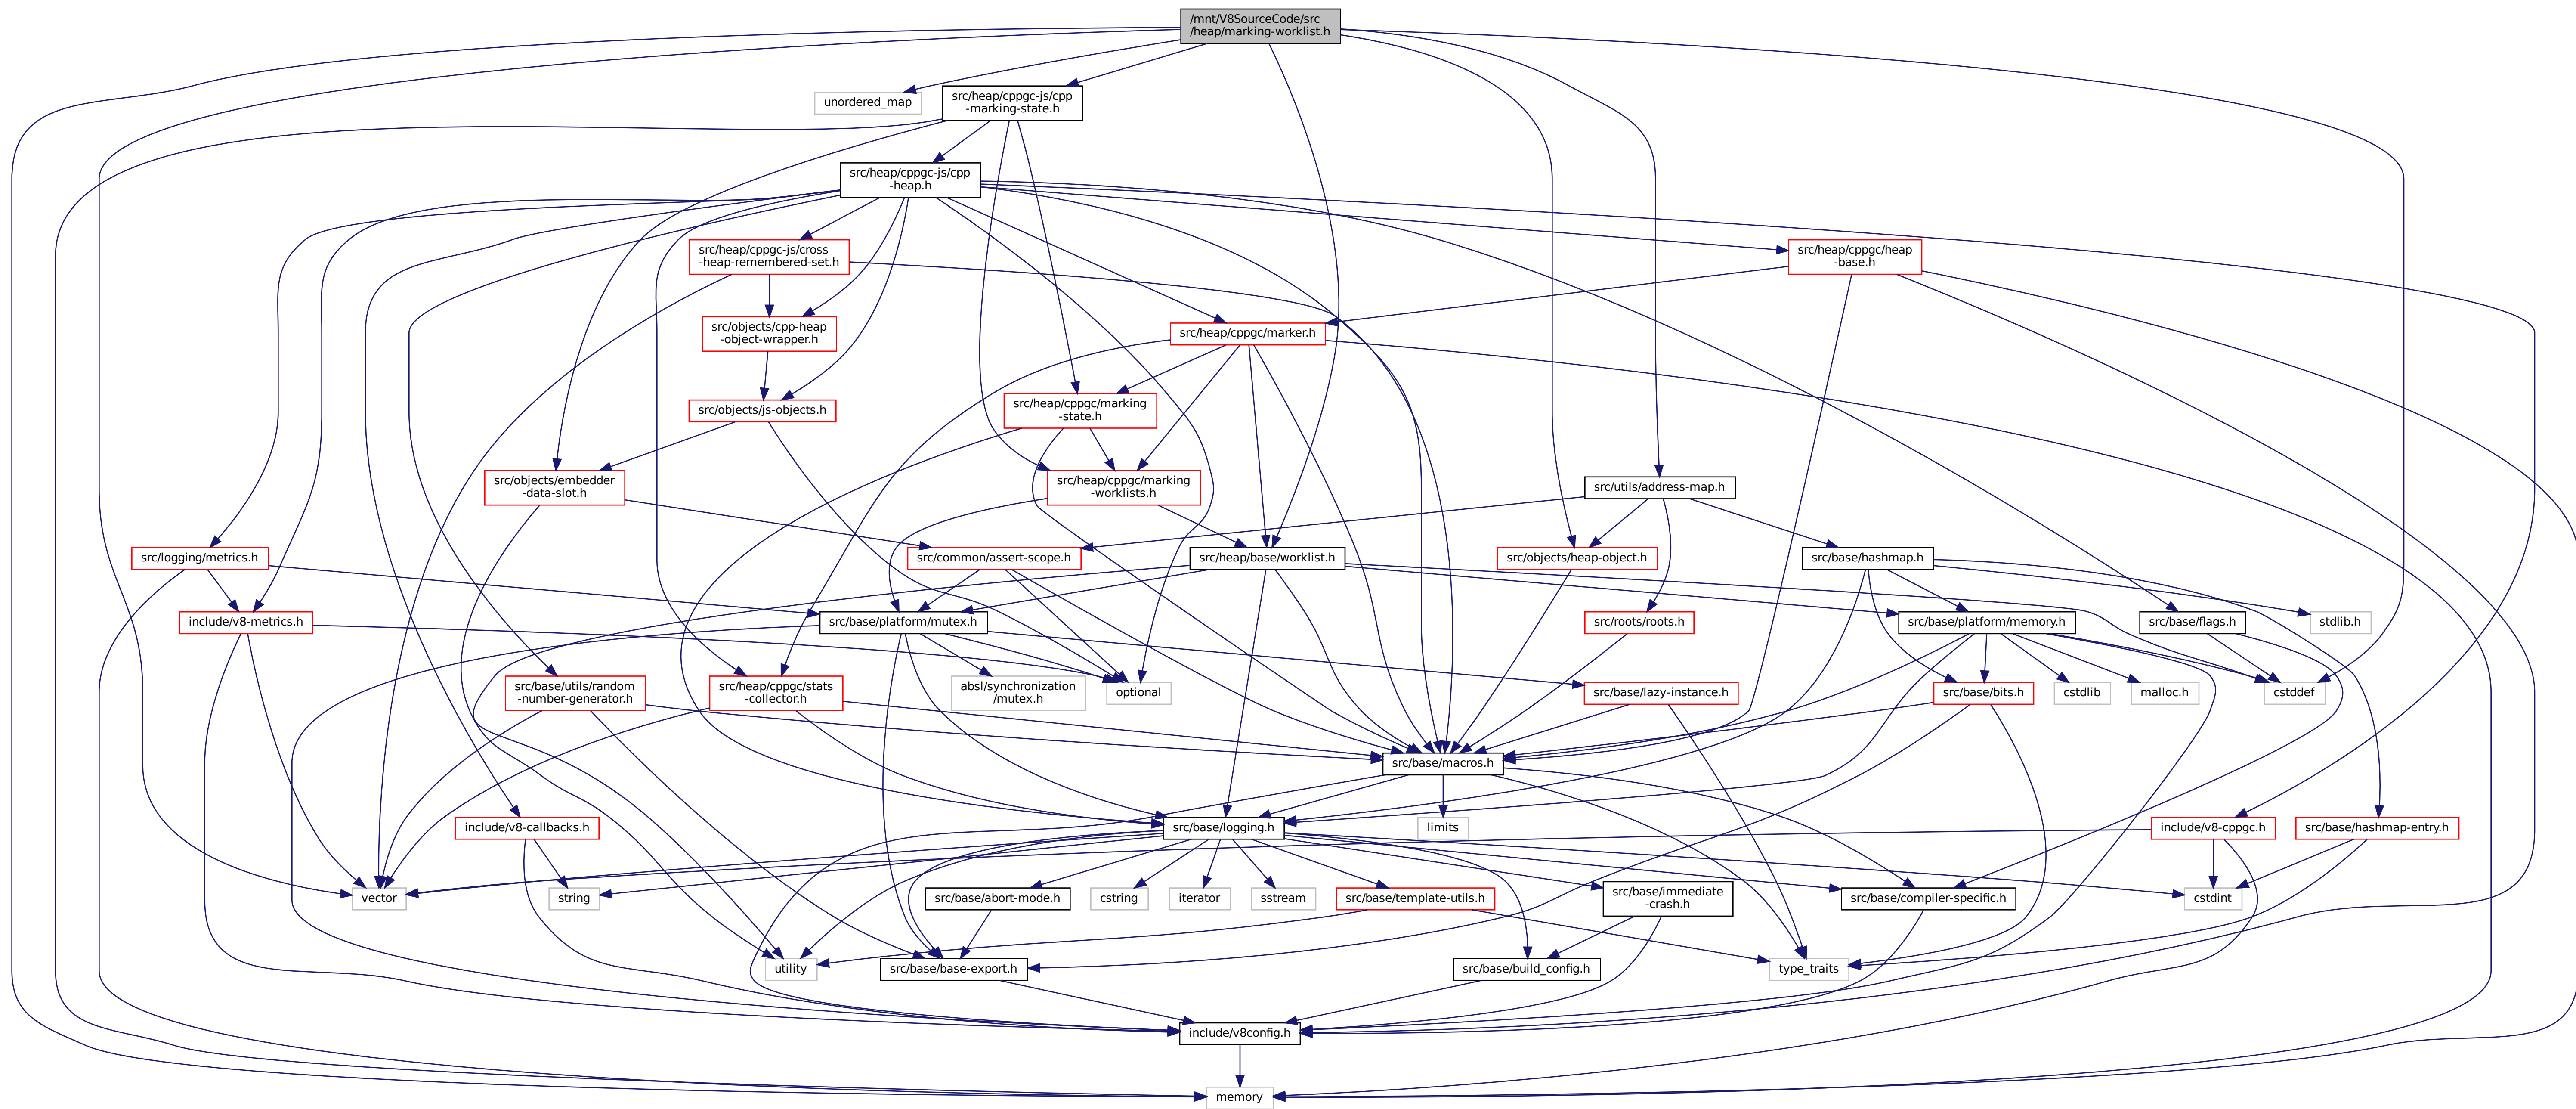 /mnt/V8SourceCode/src
/heap/marking-worklist.h
unordered_map
src/heap/cppgc-js/cpp
-marking-state.h
src/heap/cppgc-js/cpp
-heap.h
src/heap/cppgc-js/cross
-heap-remembered-set.h
src/heap/cppgc/heap
-base.h
src/objects/cpp-heap
-object-wrapper.h
src/heap/cppgc/marker.h
src/objects/js-objects.h
src/heap/cppgc/marking
-state.h
src/objects/embedder
-data-slot.h
src/heap/cppgc/marking
-worklists.h
src/utils/address-map.h
src/logging/metrics.h
src/common/assert-scope.h
src/heap/base/worklist.h
src/objects/heap-object.h
src/base/hashmap.h
include/v8-metrics.h
src/base/platform/mutex.h
src/roots/roots.h
src/base/platform/memory.h
src/base/flags.h
stdlib.h
src/base/utils/random
-number-generator.h
src/heap/cppgc/stats
-collector.h
absl/synchronization
/mutex.h
optional
src/base/lazy-instance.h
src/base/bits.h
cstdlib
malloc.h
cstddef
src/base/macros.h
include/v8-callbacks.h
src/base/logging.h
limits
include/v8-cppgc.h
src/base/hashmap-entry.h
vector
string
src/base/abort-mode.h
cstring
iterator
sstream
src/base/template-utils.h
src/base/immediate
-crash.h
src/base/compiler-specific.h
cstdint
utility
src/base/base-export.h
src/base/build_config.h
type_traits
include/v8config.h
memory